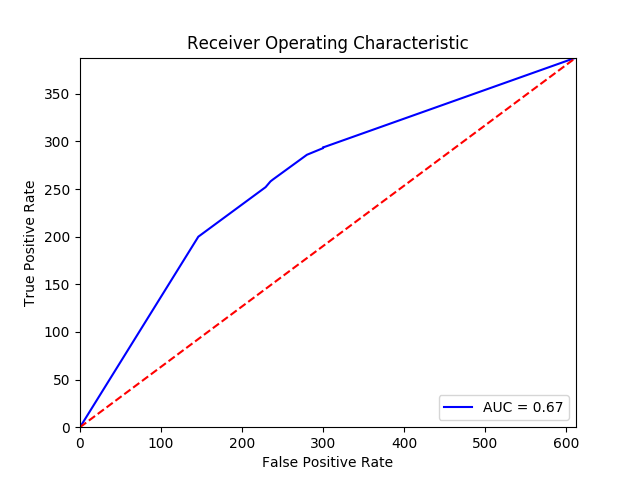 Receiver Operating Characteristic
True Positive Rate
350
300
250
200
150
100
50
0
AUC = 0.67
0 100 200 300 400 500 600
False Positive Rate